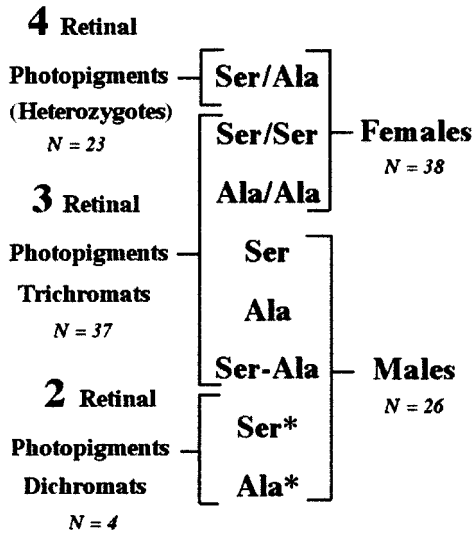 4 Retinal
Photopigments
(Heterozygotes)
N = 23
3 Retinal
Photopigments
Trichromats
N = 37
2 Retinal
Photopigments
Dichromats
N = 4
Ser/Ala
Ser/Ser
Ala/Ala
Ser
Ala
Ser-Ala
Ser*
Ala*
Females
N = 38
Males
N = 26